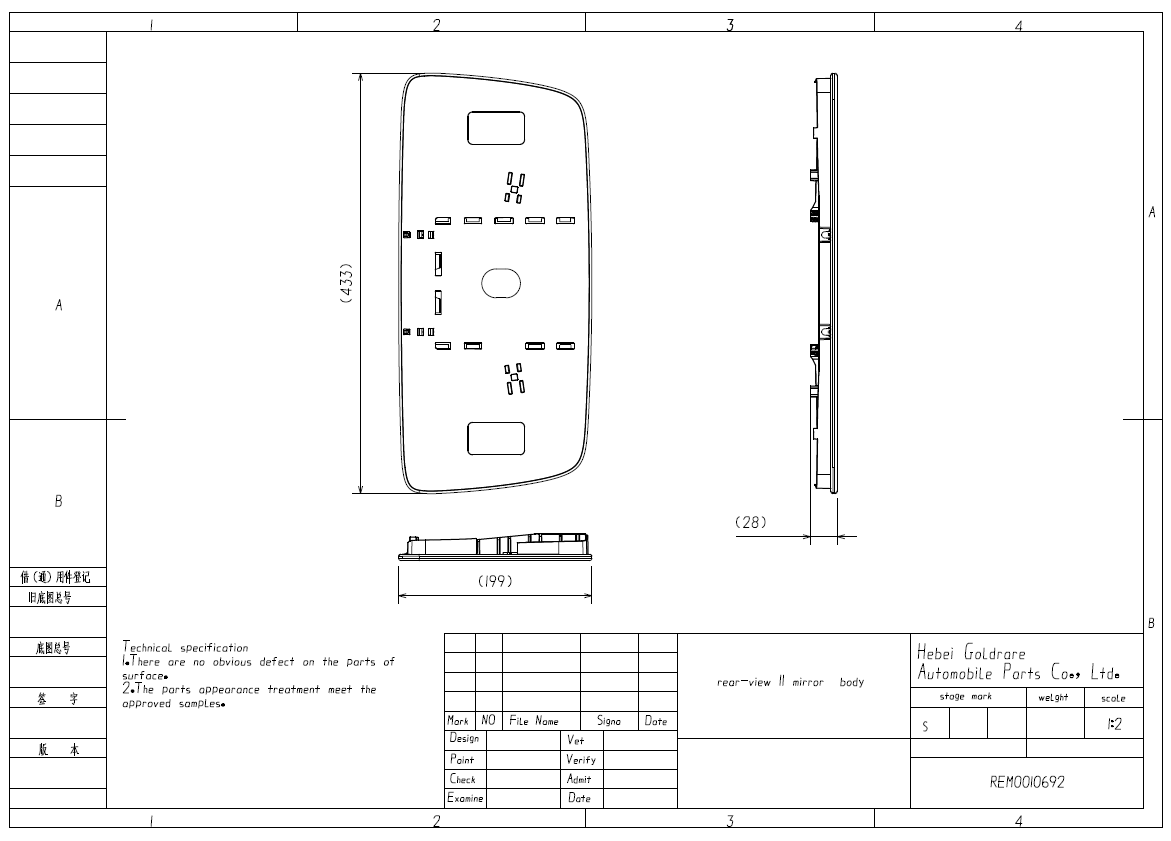 1 2 3 4
A
A
B
B
(433)
(28)
(199)
借(通)用件登记
旧底图总号
底图总号
签 字
版 本
Technical specification
1.There are no obvious defect on the parts of
surface.
2.The parts appearance treatment meet the
approved samples.
Mark NO File Name Signa Date
Design Vet
Paint Verify
Check Admit
Examine Date
rear-view II mirror body
Hebei Goldrare
Automobile Parts Co., Ltd.
stage mark weight scale
S 1:2
REM0010692
1 2 3 4